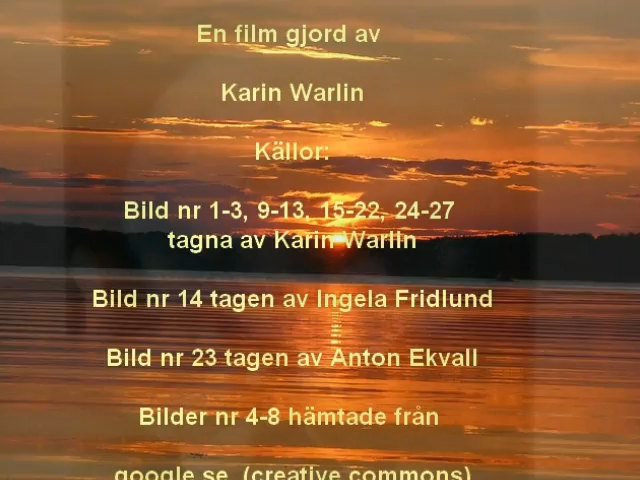 En film gjord av
Karin Warlin
Källor:
Bild nr 1-3, 9-13. 15-22, 24-27
tagna av Karin Warlin
Bild nr 14 tagen av Ingela Fridlund
Bild nr 23 tagen av Anton Ekvall
Bilder nr 4-8 hämtade från
google.se (creative commons)